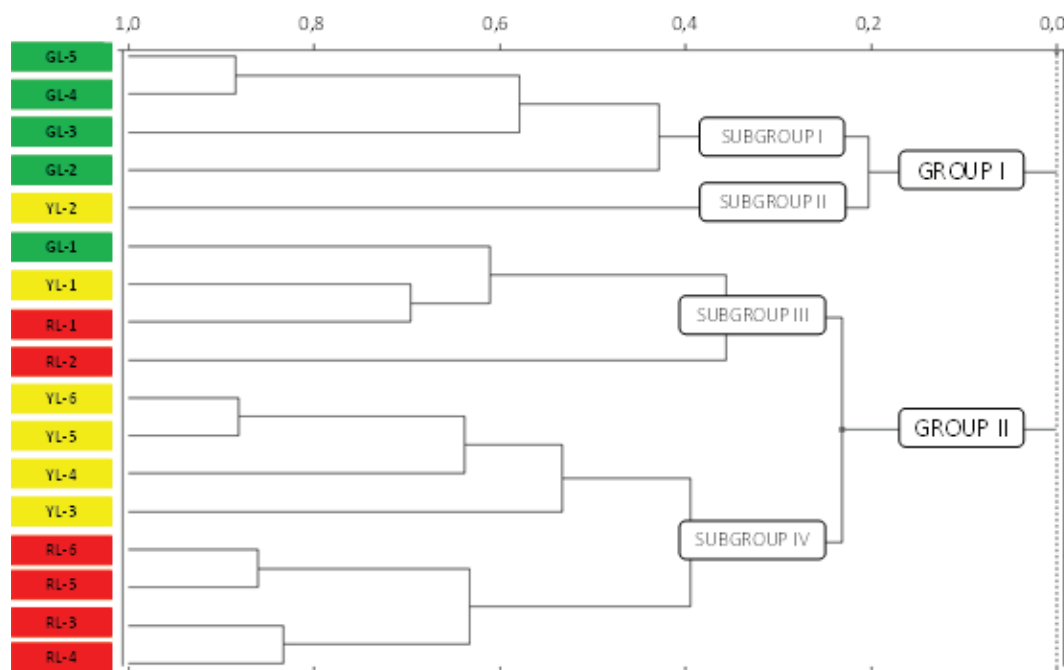 1,0 0,8 0,6 0,4 0,2 0,0
GL-5
GL-4
GL-3
SUBGROUP I
GL-2
GROUP I
YL-2
SUBGROUP II
GL-1
YL-1
RL-1
SUBGROUP III
RL-2
YL-6
YL-5
GROUP II
YL-4
YL-3
SUBGROUP IV
RL-6
RL-5
RL-3
RL-4